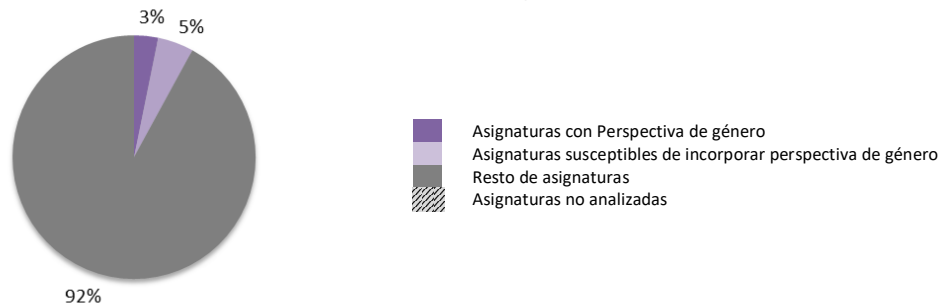 3%
5%
Asignaturas con Perspectiva de género
Asignaturas susceptibles de incorporar perspectiva de género
Resto de asignaturas
Asignaturas no analizadas
92%